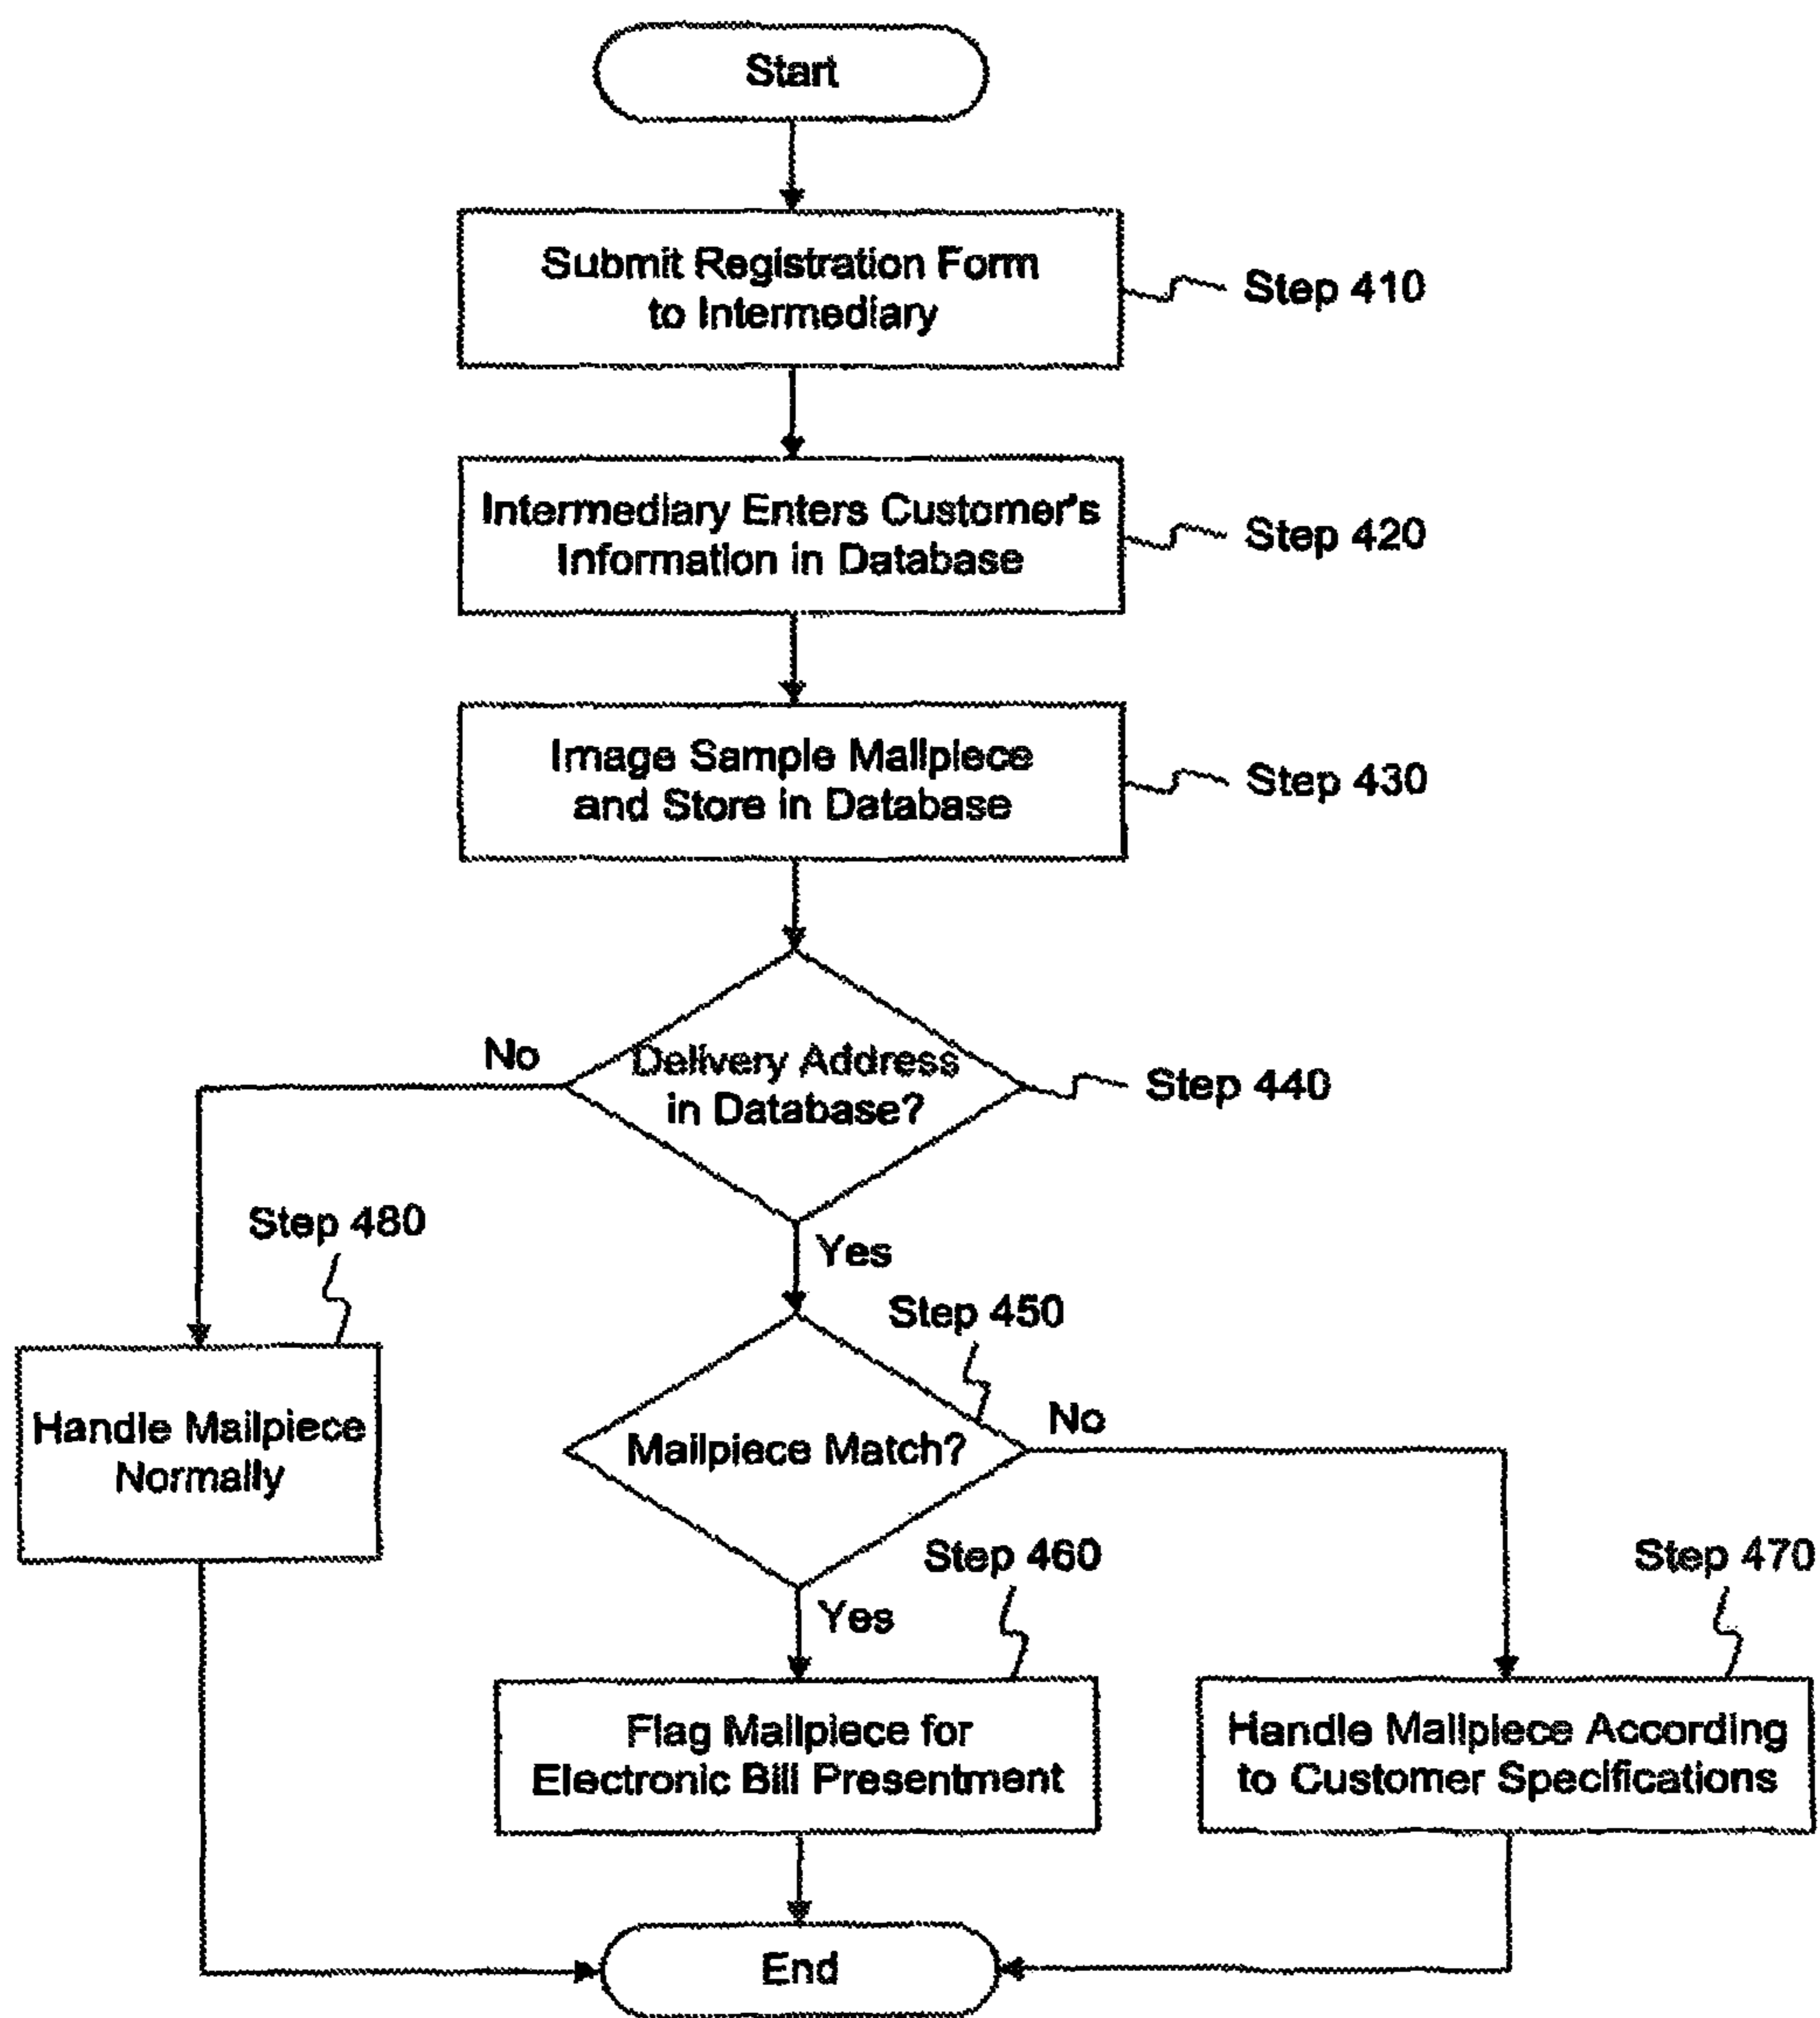 Start
Submit Registration Form
to Intermediary
Step 410
Intermediary Enters Customer's
Information in Database
Step 420
Image Sample Mailpiece
and Store in Database
Step 430
No
Delivery Address
in Database?
Step 440
Yes
Step 480
Handle Mailpiece
Normally
Step 450
Mailpiece Match?
No
Yes
Step 460
Flag Mailpiece for
Electronic Bill Presentment
Step 470
Handle Mailpiece According
to Customer Specifications
End